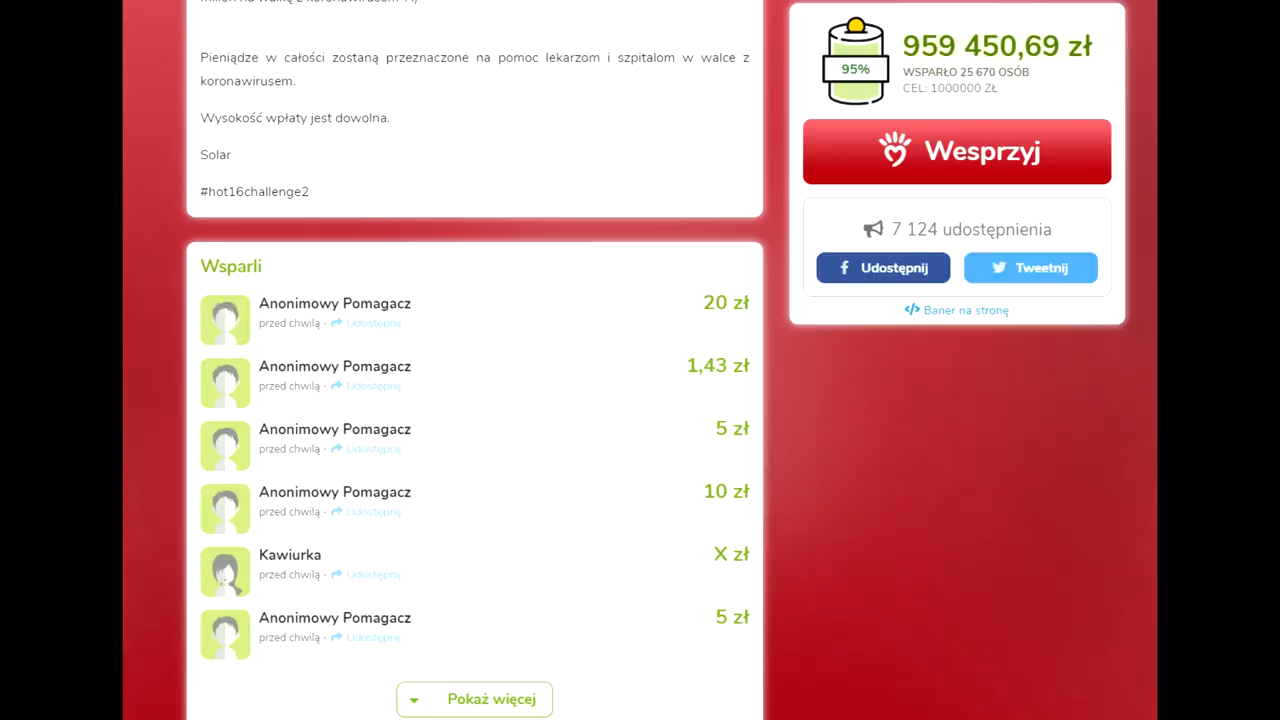 milion na walkę z koronawirusem
Pieniądze w całości zostaną przeznaczone na pomoc lekarzom i szpitalom w walce z
koronawirusem.
Wysokość wpłaty jest dowolna.
Solar
#hot16challenge2
Wsparli
Anonimowy Pomagacz
20 zł
przed chwilą · Udostępnij
Anonimowy Pomagacz
1,43 zł
przed chwilą · Udostępnij
Anonimowy Pomagacz
5 zł
przed chwilą · Udostępnij
Anonimowy Pomagacz
10 zł
przed chwilą · Udostępnij
Kawiurka
X zł
przed chwilą · Udostępnij
Anonimowy Pomagacz
5 zł
przed chwilą · Udostępnij
Pokaż więcej
95%
959 450,69 zł
WSPARŁO 25 670 OSÓB
CEL: 1000000 ZŁ
Wesprzyj
7 124 udostępnienia
Udostępnij
Tweetnij
</> Baner na stronę